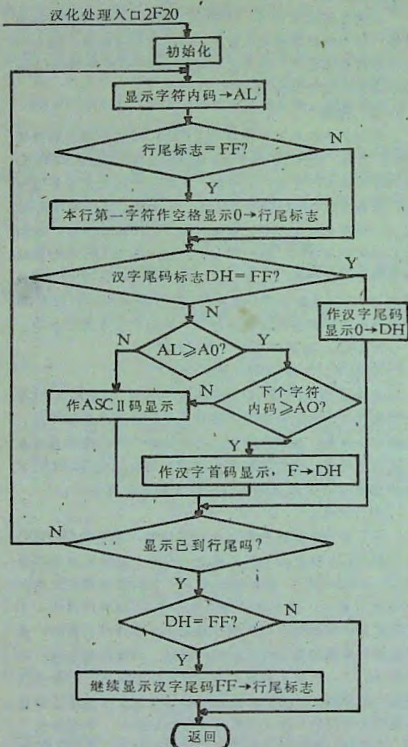 汉化处理入口2F20
初始化
显示字符内码→AL
行尾标志=FF?
N
Y
本行第一字符作空格显示0→行尾标志
汉字尾码标志DH=FF?
Y
N
作汉字尾码
显示0→DH
AL⩾A0?
N
Y
下个字符
内码⩾AO?
N
作ASCⅡ码显示
Y
作汉字首码显示，F→DH
显示已到行尾吗?
N
Y
DH=FF?
N
Y
继续显示汉字尾码FF→行尾标志
返回